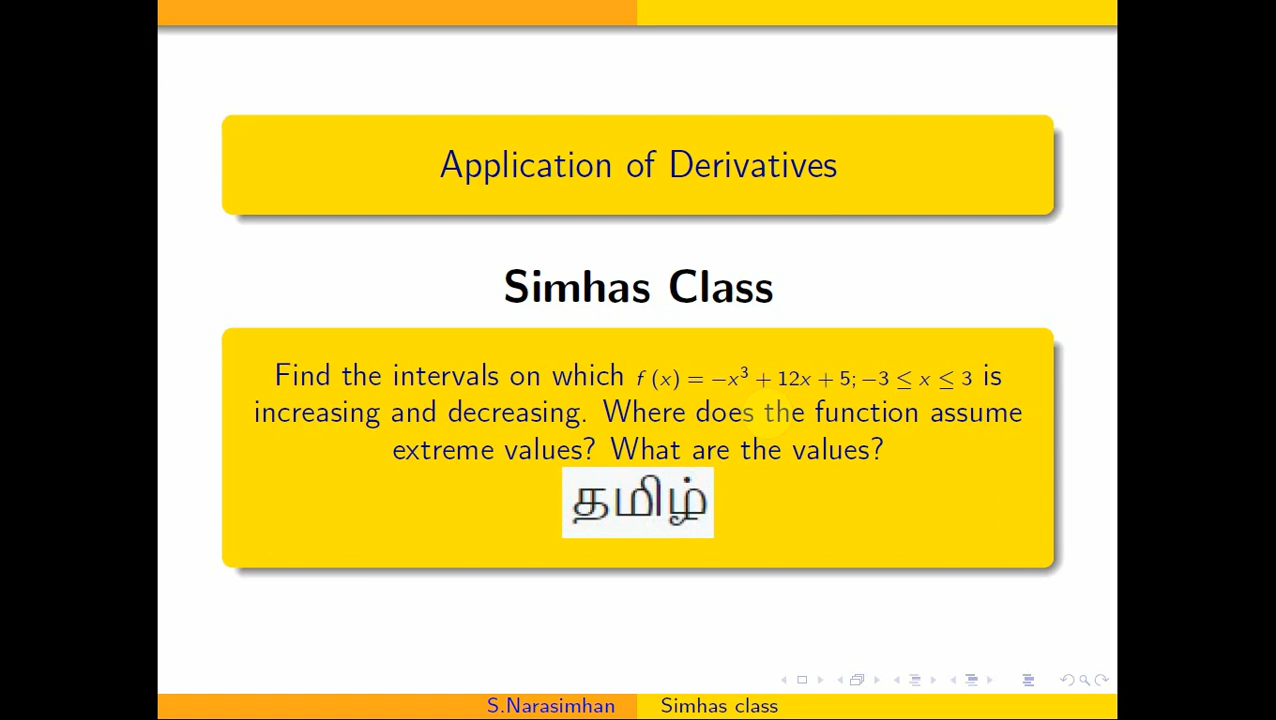 Application of Derivatives
Simhas Class
Find the intervals on which f (x) = −x³ + 12x + 5; −3 ≤ x ≤ 3 is
increasing and decreasing. Where does the function assume
extreme values? What are the values?
தமிழ்
S.Narasimhan Simhas class